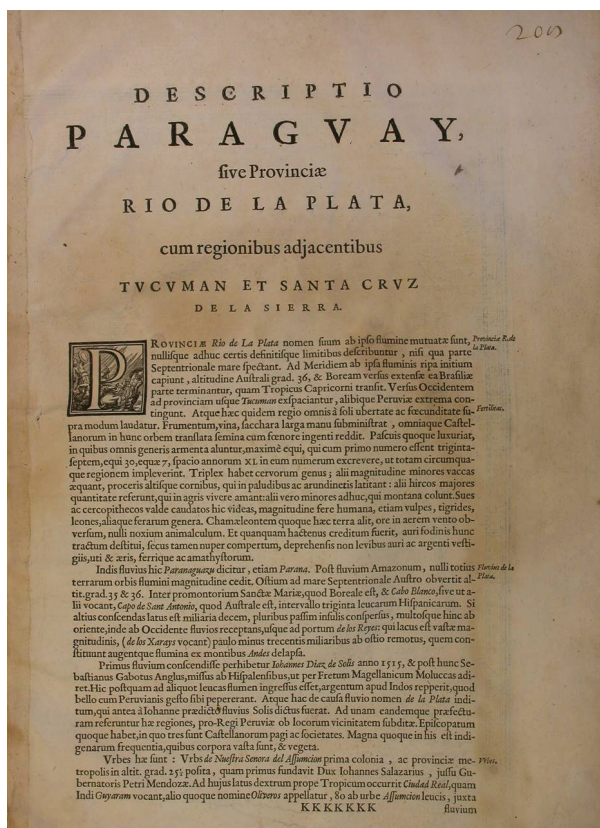 200
DESCRIPTIO
PARAGVAY,
sive Provinciæ
RIO DE LA PLATA,
cum regionibus adjacentibus
TVCVMAN ET SANTA CRVZ
DE LA SIERRA.
PROVINCIÆ Rio de La Plata nomen suum ab ipso flumine mutuatæ sunt,
Provinciæ R. de la Plata.
nullisque adhuc certis definitisque limitibus describuntur, nisi qua parte
Septentrionale mare spectant. Ad Meridiem ab ipsa fluminis ripa initium
capiunt, altitudine Australi grad. 36, & Boream versus extensæ ea Brasiliæ
parte terminantur, quam Tropicus Capricorni transit. Versus Occidentem
ad provinciam usque Tucuman exspaciantur, alibique Peruviæ extrema con-
tingunt. Atque hæc quidem regio omnis à soli ubertate ac fœcunditate su-
Fertilitas.
pra modum laudatur. Frumentum, vina, sacchara larga manu subministrat, omniaque Castel-
lanorum in hunc orbem translata semina cum fœnore ingenti reddit. Pascuis quoque luxuriat,
in quibus omnis generis armenta aluntur, maximè equi, qui cum primo numero essent triginta-
septem, equi 30, equæ 7, spacio annorum XL in eum numerum excrevere, ut totam circumqua-
que regionem impleverint. Triplex habet cervorum genus; alii magnitudine minores vaccas
æquant, proceris altisque cornibus, qui in paludibus ac arundinetis latitant: alii hircos majores
quantitate referunt, qui in agris vivere amant: alii vero minores adhuc, qui montana colunt. Sues
ac cercopithecos valde caudatos hic videas, magnitudine fere humana, etiam vulpes, tigrides,
leones, aliaque ferarum genera. Chamæleontem quoque hæc terra alit, ore in aerem vento ob-
versum, nulli noxium animalculum. Et quanquam hactenus creditum fuerit, auri fodinis hunc
tractum destitui, secus tamen nuper compertum, deprehensis non levibus auri ac argenti vesti-
giis, uti & æris, ferrique ac amathystorum.
Indis fluvius hic Paranaguazu dicitur, etiam Parana. Post fluvium Amazonum, nulli totius
Fluvius de la Plata.
terrarum orbis flumini magnitudine cedit. Ostium ad mare Septentrionale Austro obvertit al-
tit. grad. 35 & 36. Inter promontorium Sanctæ Mariæ, quod Boreale est, & Cabo Blanco, sive ut a-
lii vocant, Capo de Sant Antonio, quod Australe est, intervallo triginta leucarum Hispanicarum. Si
altius conscendas latus est miliaria decem, pluribus passim insulis conspersus, multosque hinc ab
oriente, inde ab Occidente fluvios receptans, usque ad portum de los Reyes: qui lacus est vastæ ma-
gnitudinis, (de los Xarays vocant) paulo minus trecentis miliaribus ab ostio remotus, quem con-
stituunt augentque flumina ex montibus Andes delapsa.
Primus fluvium conscendisse perhibetur Iohannes Diaz de Solis anno 1515, & post hunc Se-
bastianus Gabotus Anglus, missus ab Hispalensibus, ut per Fretum Magellanicum Moluccas adi-
ret. Hic postquam ad aliquot leucas flumen ingressus esset, argentum apud Indos repperit, quod
bello cum Peruvianis gesto sibi pepererant. Atque hac de causa fluvio nomen de la Plata indi-
tum, qui antea à Iohanne prædicto fluvius Solis dictus fuerat. Ad unam eandemque præfectu-
ram referuntur hæ regiones, pro-Regi Peruviæ ob locorum vicinitatem subditæ. Episcopatum
quoque habet, in quo tres sunt Castellanorum pagi ac societates. Magna quoque in his est indi-
genarum frequentia, quibus corpora vasta sunt, & vegeta.
Vrbes hæ sunt: Vrbs de Nuestra Senora del Assumcion prima colonia, ac provinciæ me-
Vrbes.
tropolis in altit. grad. 25½ posita, quam primus fundavit Dux Iohannes Salazarius, jussu Gu-
bernatoris Petri Mendozæ. Ad hujus latus dextrum prope Tropicum occurrit Ciudad Real, quam
Indi Guyaram vocant, alio quoque nomine Oliveros appellatur, 80 ab urbe Assumcion leucis, juxta
KKKKKKK
fluvium